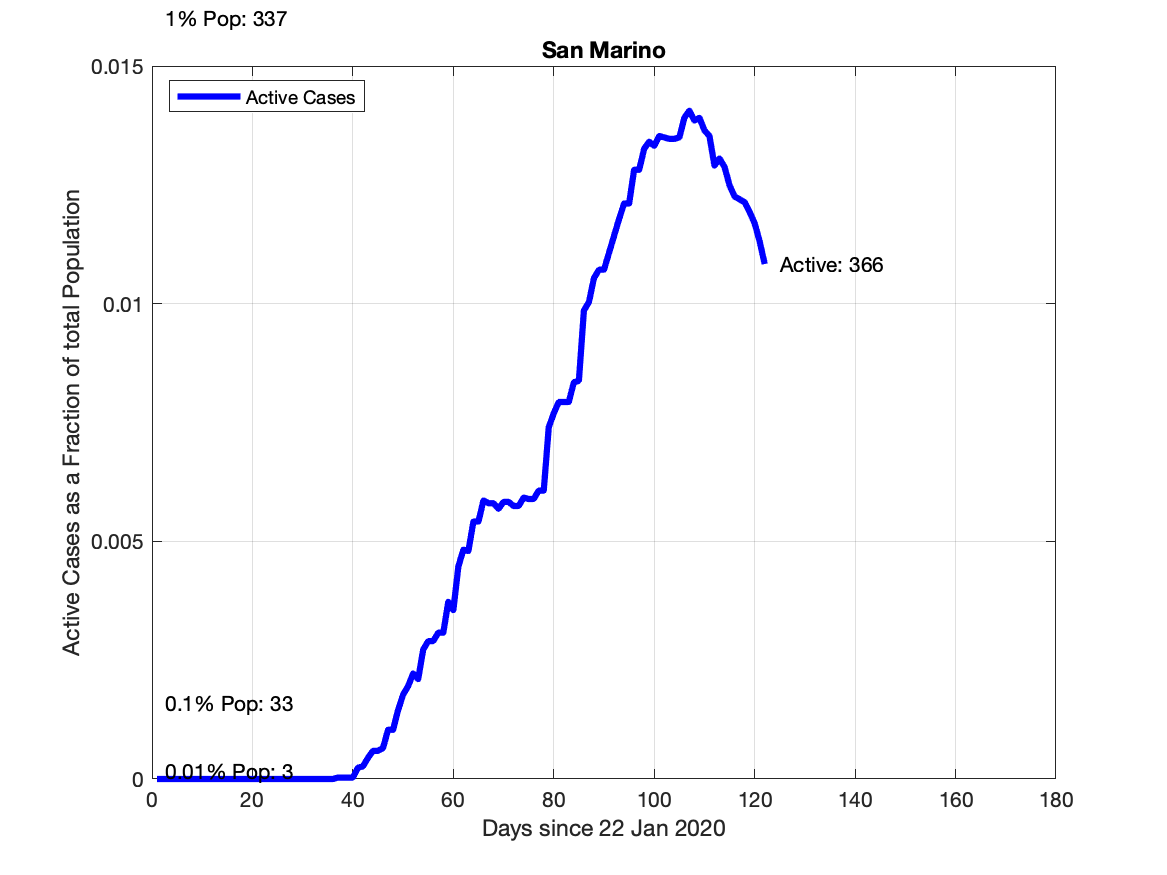 1% Pop: 337
San Marino
0.015
Active Cases
0.01
Active: 366
0.005
0.1% Pop: 33
0.01% Pop: 3
0
0 20 40 60 80 100 120 140 160 180
Days since 22 Jan 2020
Active Cases as a Fraction of total Population